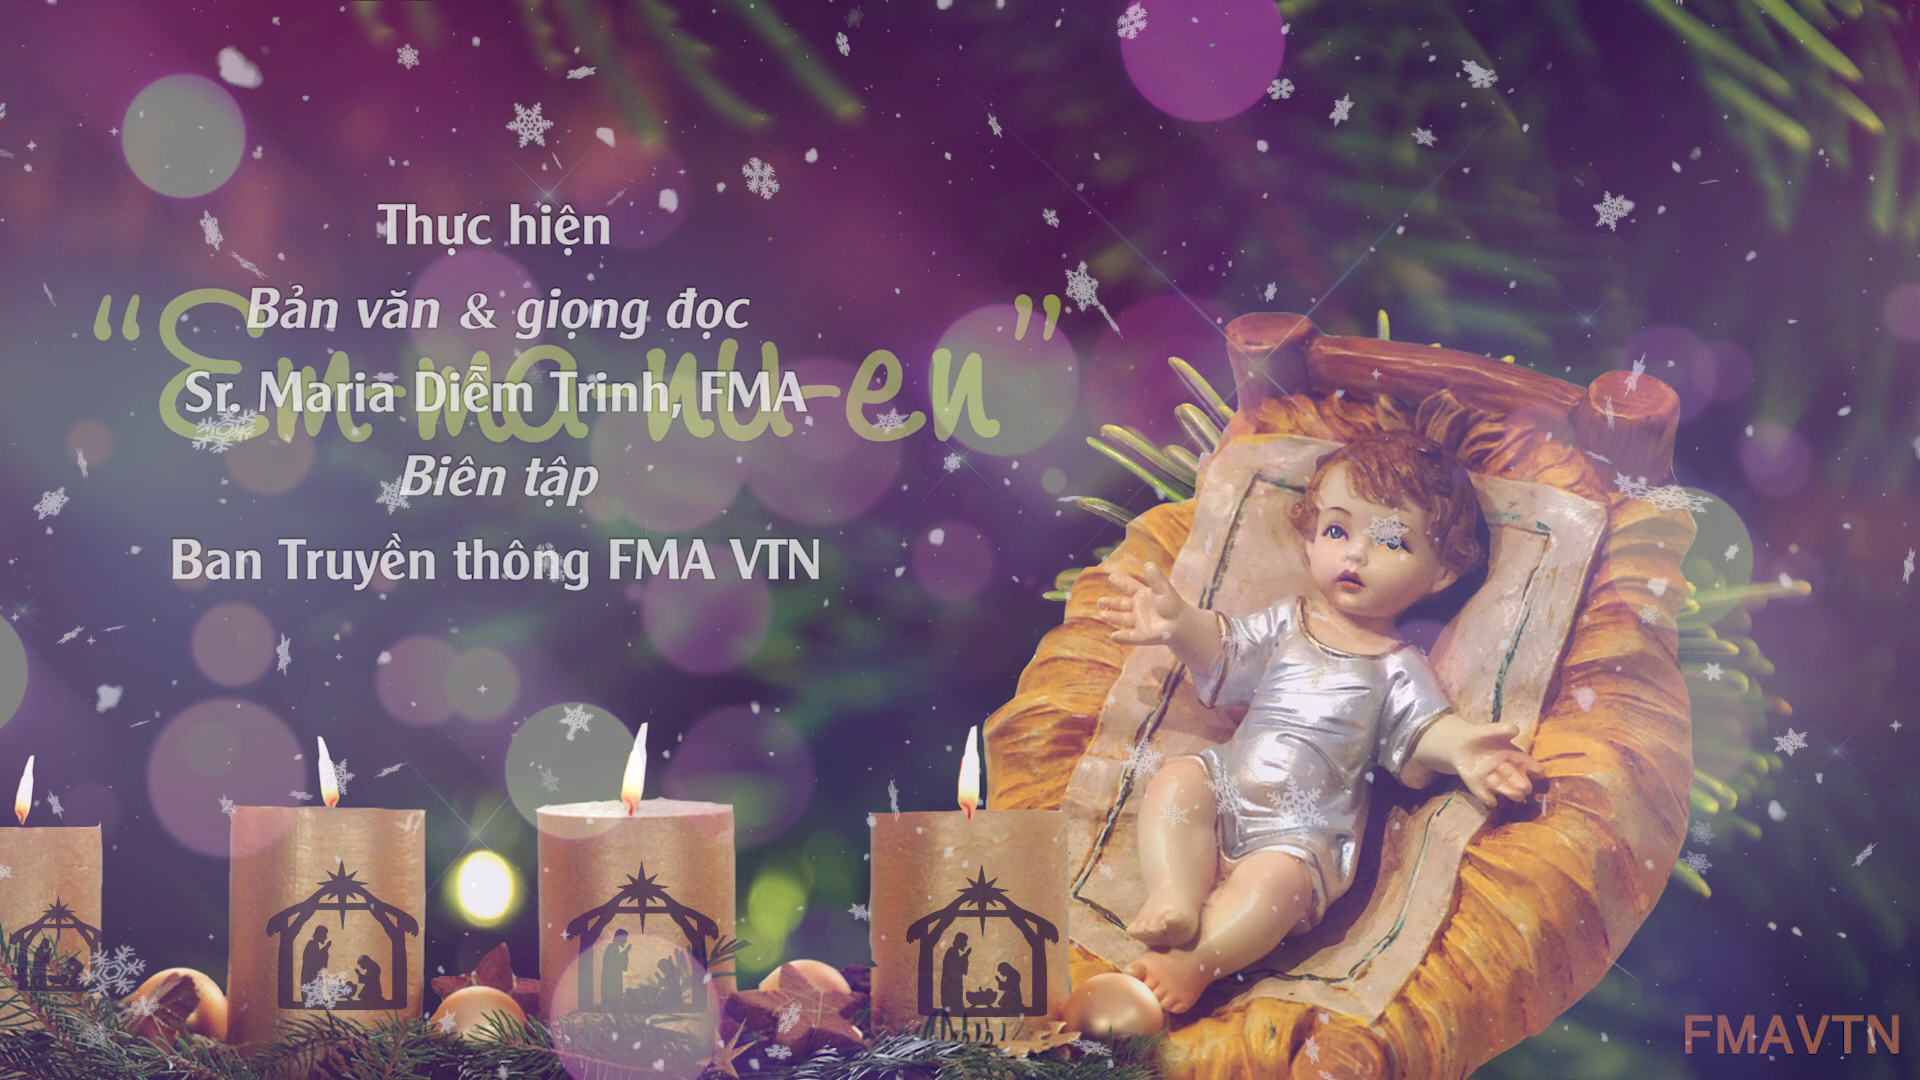 Thực hiện
Bản văn & giọng đọc
“Em-ma-nu-en”
Sr. Maria Diễm Trinh, FMA
Biên tập
Ban Truyền thông FMA VTN
FMAVTN